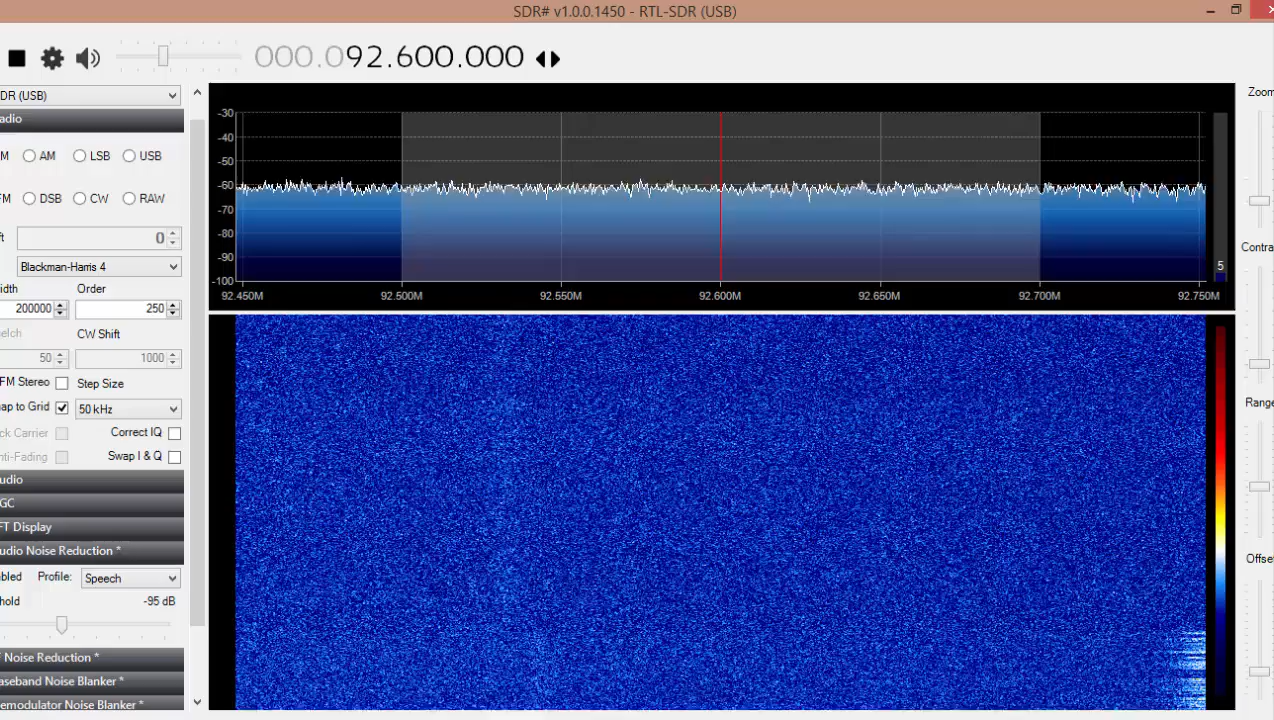 SDR# v1.0.0.1450 - RTL-SDR (USB)
000.092.600.000
DR (USB)
adio
M AM LSB USB
FM DSB CW RAW
ft 0
Blackman-Harris 4
idth Order
200000 250
elch CW Shift
50 1000
FM Stereo Step Size
ap to Grid 50 kHz
ck Carrier Correct IQ
nti-Fading Swap I & Q
udio
GC
FT Display
udio Noise Reduction *
bled Profile: Speech
hold -95 dB
Noise Reduction *
aseband Noise Blanker *
emodulator Noise Blanker *
-30
-40
-50
-60
-70
-80
-90
-100
92.450M 92.500M 92.550M 92.600M 92.650M 92.700M 92.750M
5
Zoom
Contra
Range
Offset